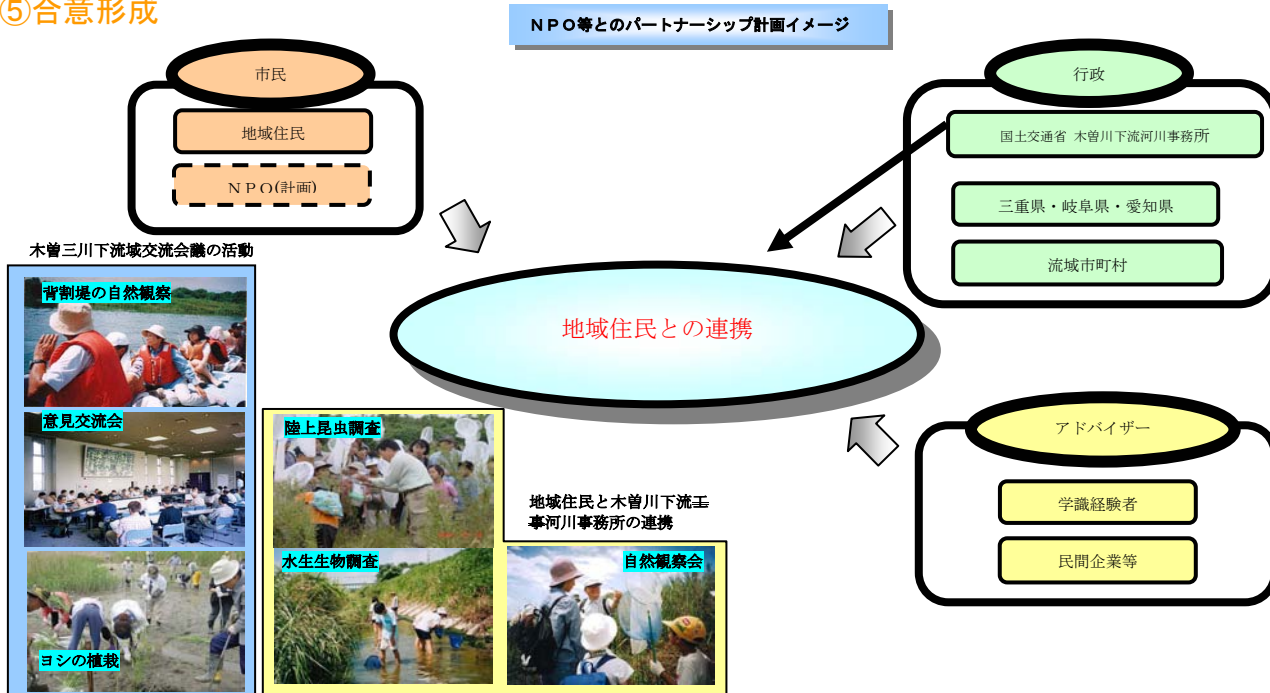 ⑤合意形成
NPO等とのパートナーシップ計画イメージ
市民
地域住民
NPO(計画)
行政
国土交通省 木曽川下流河川事務所
三重県・岐阜県・愛知県
流域市町村
木曽三川下流域交流会議の活動
背割堤の自然観察
意見交流会
ヨシの植栽
地域住民との連携
陸上昆虫調査
水生生物調査
地域住民と木曽川下流工
事河川事務所の連携
自然観察会
アドバイザー
学識経験者
民間企業等